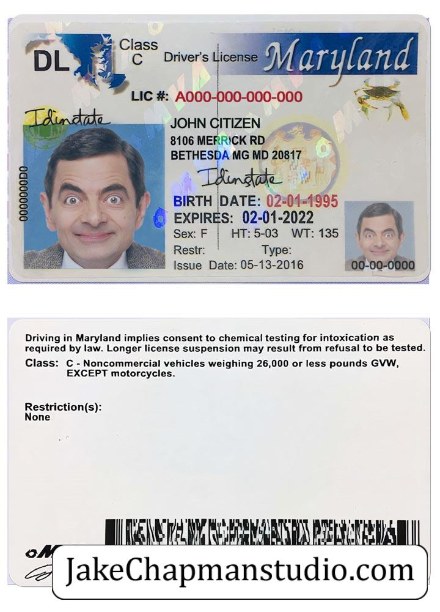 DL
Class
C
Driver's License
Maryland
LIC #: A000-000-000-000
Idinstate
JOHN CITIZEN
8106 MERRICK RD
BETHESDA MG MD 20817
Idinstate
BIRTH DATE: 02-01-1995
EXPIRES: 02-01-2022
Sex: F HT: 5-03 WT: 135
Restr: Type:
Issue Date: 05-13-2016
00-00-0000
0000000D0
Driving in Maryland implies consent to chemical testing for intoxication as
required by law. Longer license suspension may result from refusal to be tested.
Class: C - Noncommercial vehicles weighing 26,000 or less pounds GVW,
EXCEPT motorcycles.
Restriction(s):
None
JakeChapmanstudio.com